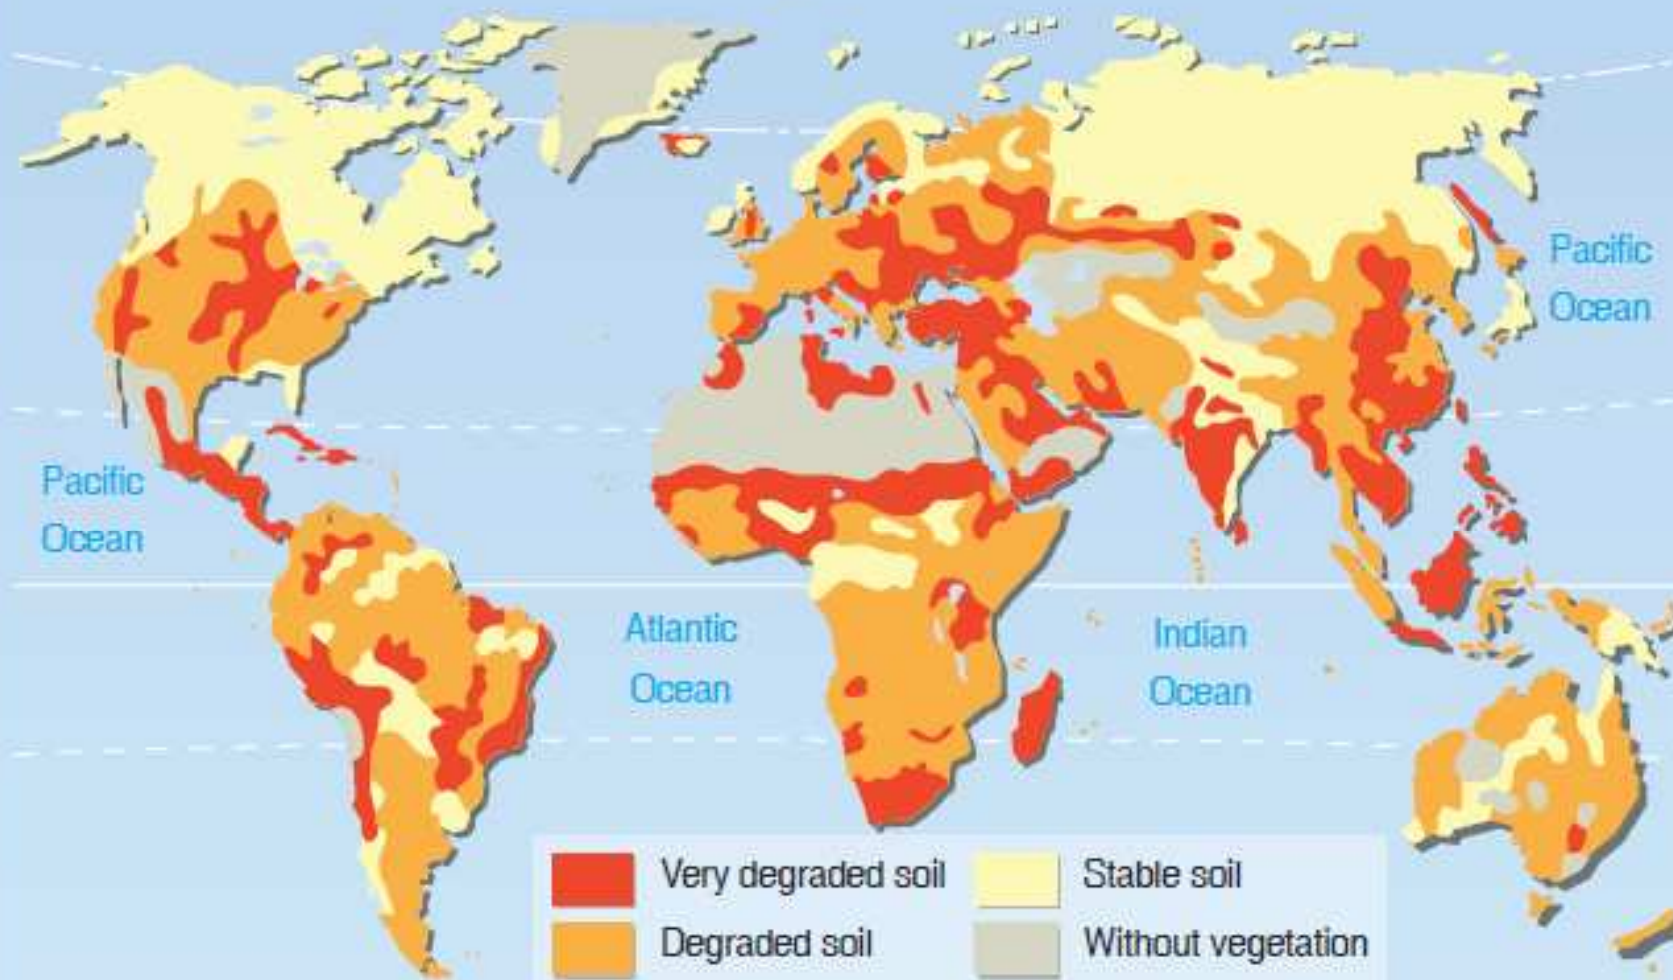 Pacific
Ocean
Pacific
Ocean
Atlantic
Ocean
Indian
Ocean
Very degraded soil
Stable soil
Degraded soil
Without vegetation